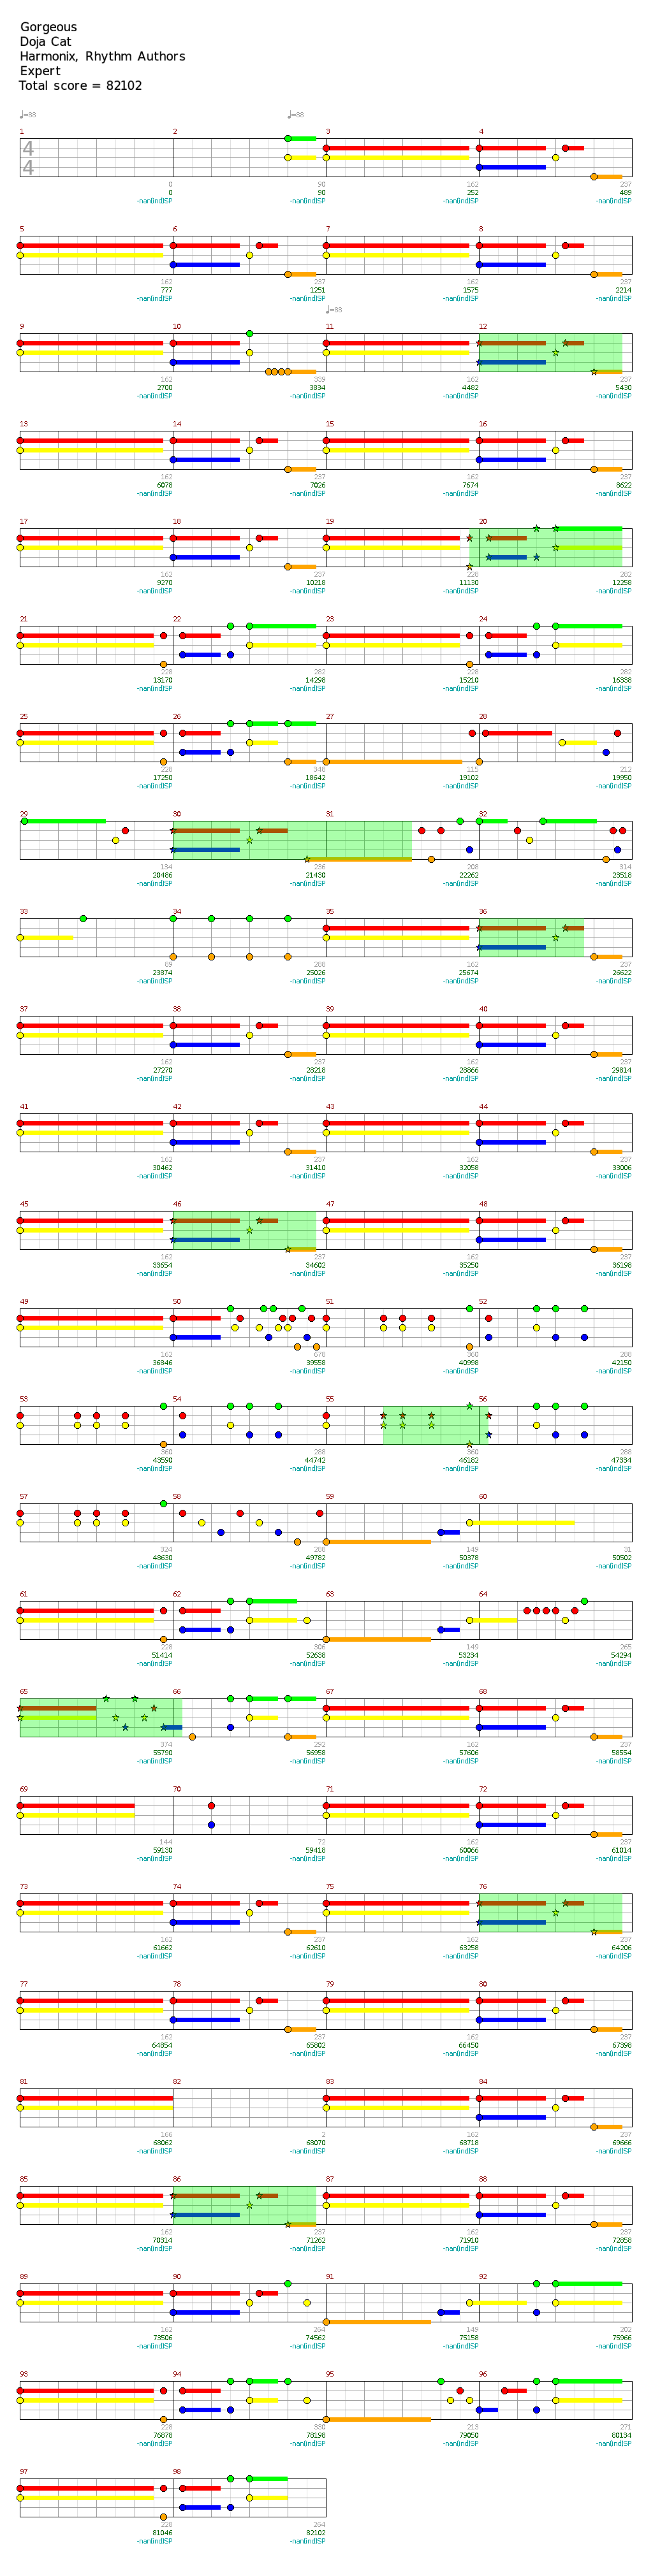 Gorgeous
Doja Cat
Harmonix, Rhythm Authors
Expert
Total score = 82102
♩=88 ♩=88
1 2 3 4
4
4
0 90 162 237
0 90 252 489
-nan(ind)SP -nan(ind)SP -nan(ind)SP -nan(ind)SP
5 6 7 8
162 237 162 237
777 1251 1575 2214
-nan(ind)SP -nan(ind)SP -nan(ind)SP -nan(ind)SP
♩=88
9 10 11 12
162 339 162 237
2700 3834 4482 5430
-nan(ind)SP -nan(ind)SP -nan(ind)SP -nan(ind)SP
13 14 15 16
162 237 162 237
6078 7026 7674 8622
-nan(ind)SP -nan(ind)SP -nan(ind)SP -nan(ind)SP
17 18 19 20
162 237 228 282
9270 10218 11130 12258
-nan(ind)SP -nan(ind)SP -nan(ind)SP -nan(ind)SP
21 22 23 24
228 282 228 282
13170 14298 15210 16338
-nan(ind)SP -nan(ind)SP -nan(ind)SP -nan(ind)SP
25 26 27 28
228 348 115 212
17250 18642 19102 19950
-nan(ind)SP -nan(ind)SP -nan(ind)SP -nan(ind)SP
29 30 31 32
134 236 208 314
20486 21430 22262 23518
-nan(ind)SP -nan(ind)SP -nan(ind)SP -nan(ind)SP
33 34 35 36
89 288 162 237
23874 25026 25674 26622
-nan(ind)SP -nan(ind)SP -nan(ind)SP -nan(ind)SP
37 38 39 40
162 237 162 237
27270 28218 28866 29814
-nan(ind)SP -nan(ind)SP -nan(ind)SP -nan(ind)SP
41 42 43 44
162 237 162 237
30462 31410 32058 33006
-nan(ind)SP -nan(ind)SP -nan(ind)SP -nan(ind)SP
45 46 47 48
162 237 162 237
33654 34602 35250 36198
-nan(ind)SP -nan(ind)SP -nan(ind)SP -nan(ind)SP
49 50 51 52
162 678 360 288
36846 39558 40998 42150
-nan(ind)SP -nan(ind)SP -nan(ind)SP -nan(ind)SP
53 54 55 56
360 288 360 288
43590 44742 46182 47334
-nan(ind)SP -nan(ind)SP -nan(ind)SP -nan(ind)SP
57 58 59 60
324 288 149 31
48630 49782 50378 50502
-nan(ind)SP -nan(ind)SP -nan(ind)SP -nan(ind)SP
61 62 63 64
228 306 149 265
51414 52638 53234 54294
-nan(ind)SP -nan(ind)SP -nan(ind)SP -nan(ind)SP
65 66 67 68
374 292 162 237
55790 56958 57606 58554
-nan(ind)SP -nan(ind)SP -nan(ind)SP -nan(ind)SP
69 70 71 72
144 72 162 237
59130 59418 60066 61014
-nan(ind)SP -nan(ind)SP -nan(ind)SP -nan(ind)SP
73 74 75 76
162 237 162 237
61662 62610 63258 64206
-nan(ind)SP -nan(ind)SP -nan(ind)SP -nan(ind)SP
77 78 79 80
162 237 162 237
64854 65802 66450 67398
-nan(ind)SP -nan(ind)SP -nan(ind)SP -nan(ind)SP
81 82 83 84
166 2 162 237
68062 68070 68718 69666
-nan(ind)SP -nan(ind)SP -nan(ind)SP -nan(ind)SP
85 86 87 88
162 237 162 237
70314 71262 71910 72858
-nan(ind)SP -nan(ind)SP -nan(ind)SP -nan(ind)SP
89 90 91 92
162 264 149 202
73506 74562 75158 75966
-nan(ind)SP -nan(ind)SP -nan(ind)SP -nan(ind)SP
93 94 95 96
228 330 213 271
76878 78198 79050 80134
-nan(ind)SP -nan(ind)SP -nan(ind)SP -nan(ind)SP
97 98
228 264
81046 82102
-nan(ind)SP -nan(ind)SP